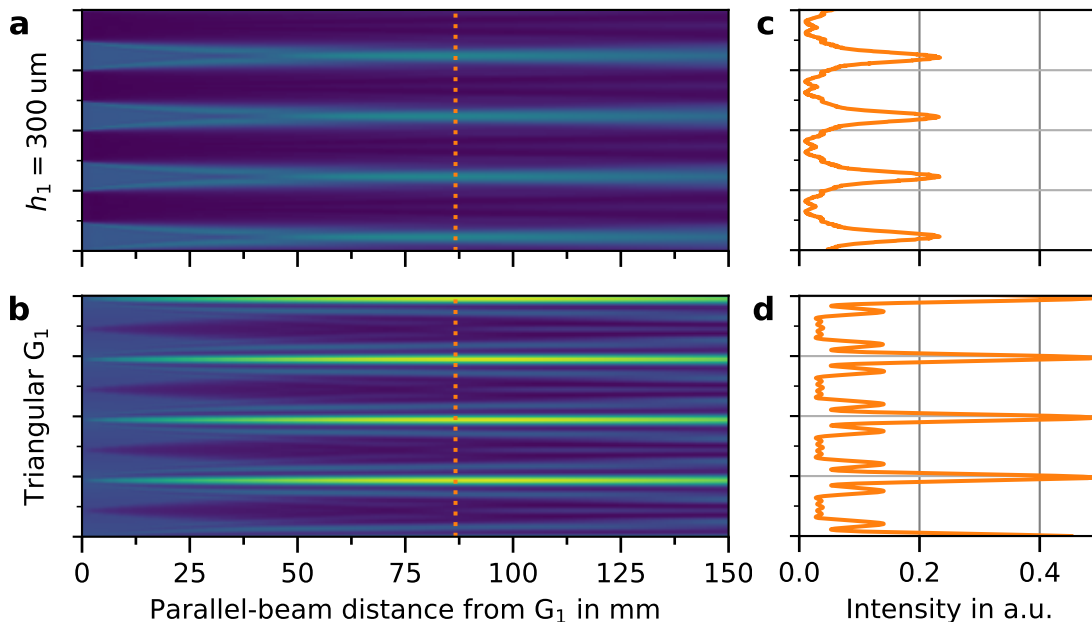 a
h₁ = 300 um
c
b
Triangular G₁
d
0 25 50 75 100 125 150
Parallel-beam distance from G₁ in mm
0.0 0.2 0.4
Intensity in a.u.